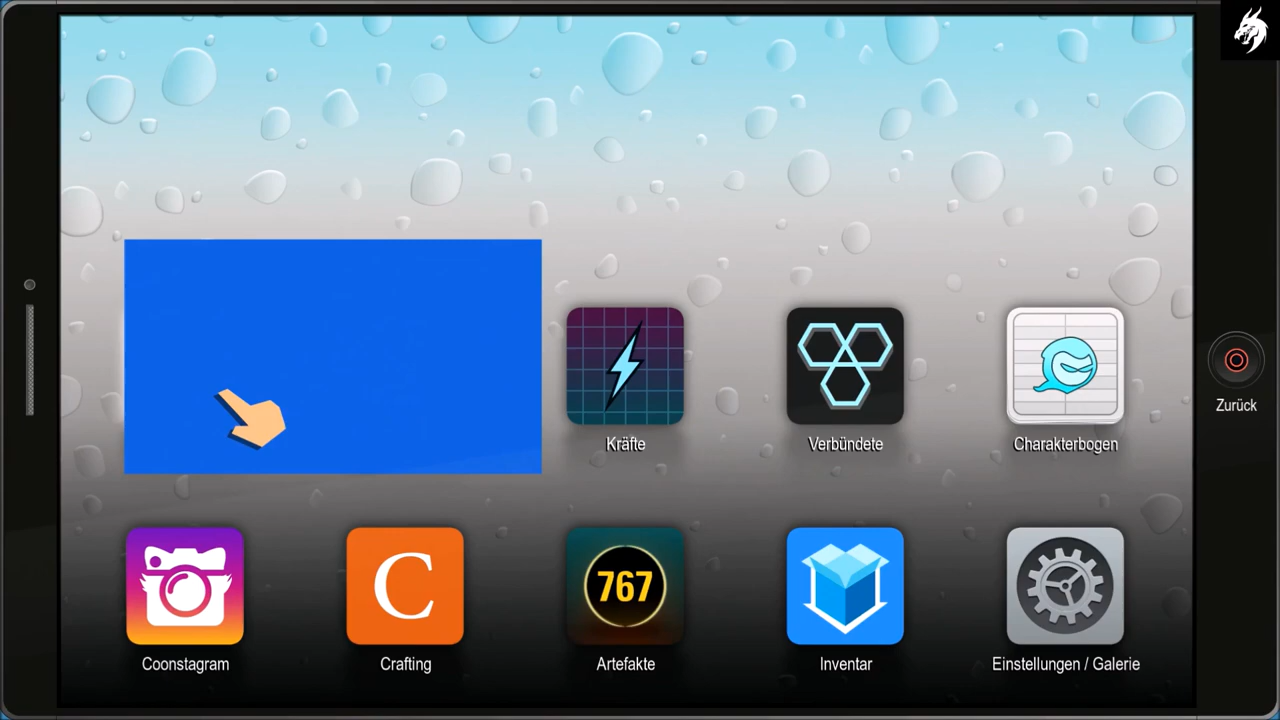 Kräfte
Verbündete
Charakterbogen
Zurück
C
767
Coonstagram
Crafting
Artefakte
Inventar
Einstellungen / Galerie